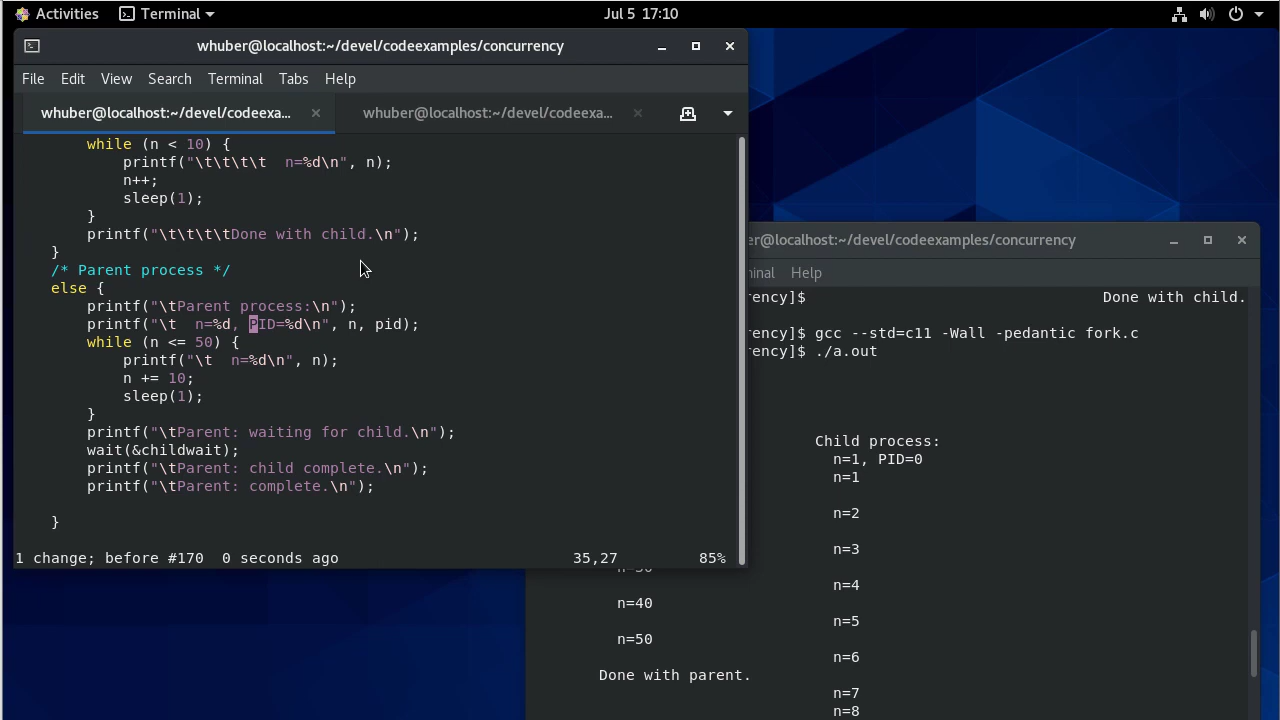 Activities Terminal Jul 5 17:10
whuber@localhost:~/devel/codeexamples/concurrency
File Edit View Search Terminal Tabs Help
whuber@localhost:~/devel/codeexa... whuber@localhost:~/devel/codeexa...
while (n < 10) {
printf("\t\t\t\t  n=%d\n", n);
n++;
sleep(1);
}
printf("\t\t\t\tDone with child.\n");
}
/* Parent process */
else {
printf("\tParent process:\n");
printf("\t  n=%d, PID=%d\n", n, pid);
while (n <= 50) {
printf("\t  n=%d\n", n);
n += 10;
sleep(1);
}
printf("\tParent: waiting for child.\n");
wait(&childwait);
printf("\tParent: child complete.\n");
printf("\tParent: complete.\n");
}
1 change; before #170  0 seconds ago 35,27 85%
er@localhost:~/devel/codeexamples/concurrency
minal Help
rency]$ Done with child.
rency]$ gcc --std=c11 -Wall -pedantic fork.c
rency]$ ./a.out
Child process:
n=1, PID=0
n=1
n=2
n=3
n=4
n=40
n=5
n=50
n=6
Done with parent.
n=7
n=8